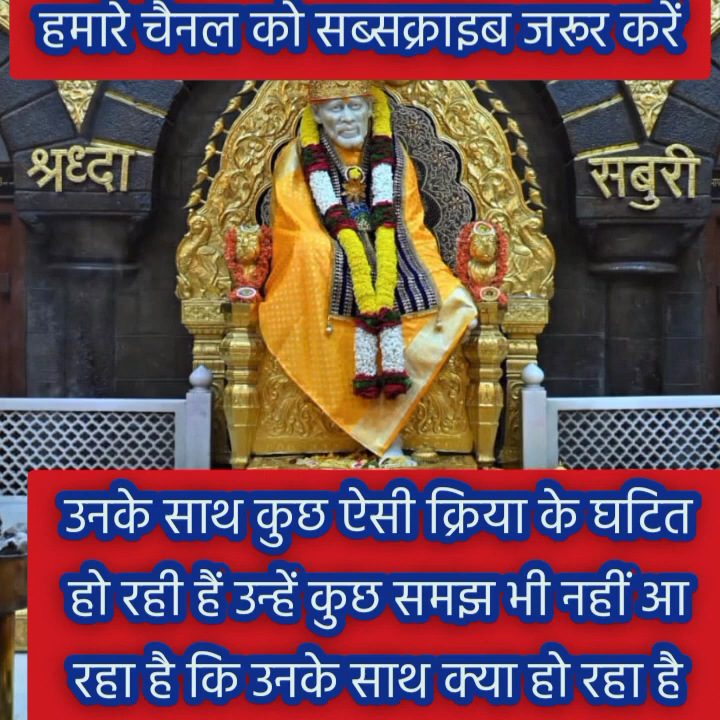 हमारे चैनल को सब्सक्राइब जरूर करें
श्रध्दा
सबुरी
उनके साथ कुछ ऐसी क्रिया के घटित
हो रही हैं उन्हें कुछ समझ भी नहीं आ
रहा है कि उनके साथ क्या हो रहा है